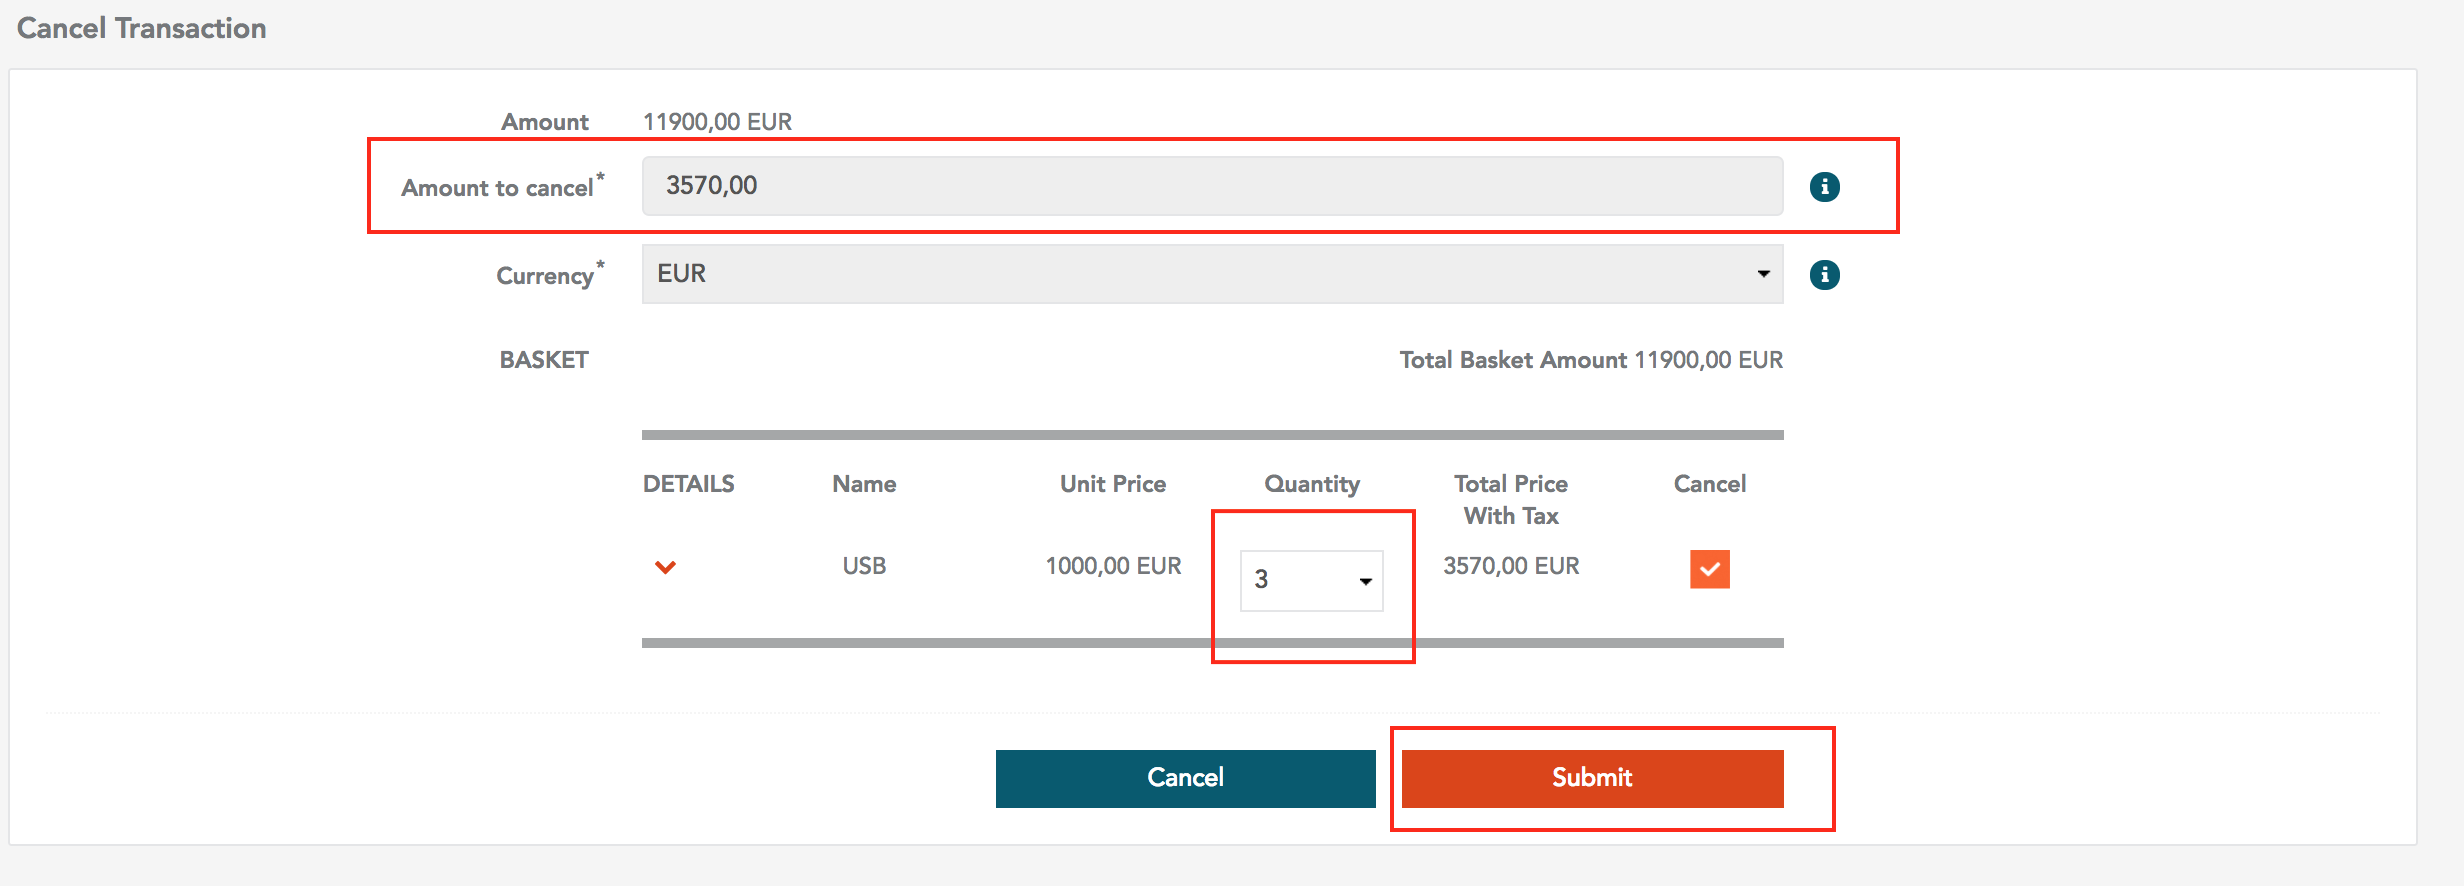 Cancel Transaction
Amount 11900,00 EUR
Amount to cancel* 3570,00
Currency* EUR
BASKET Total Basket Amount 11900,00 EUR
DETAILS Name Unit Price Quantity Total Price With Tax Cancel
USB 1000,00 EUR 3 3570,00 EUR
Cancel Submit